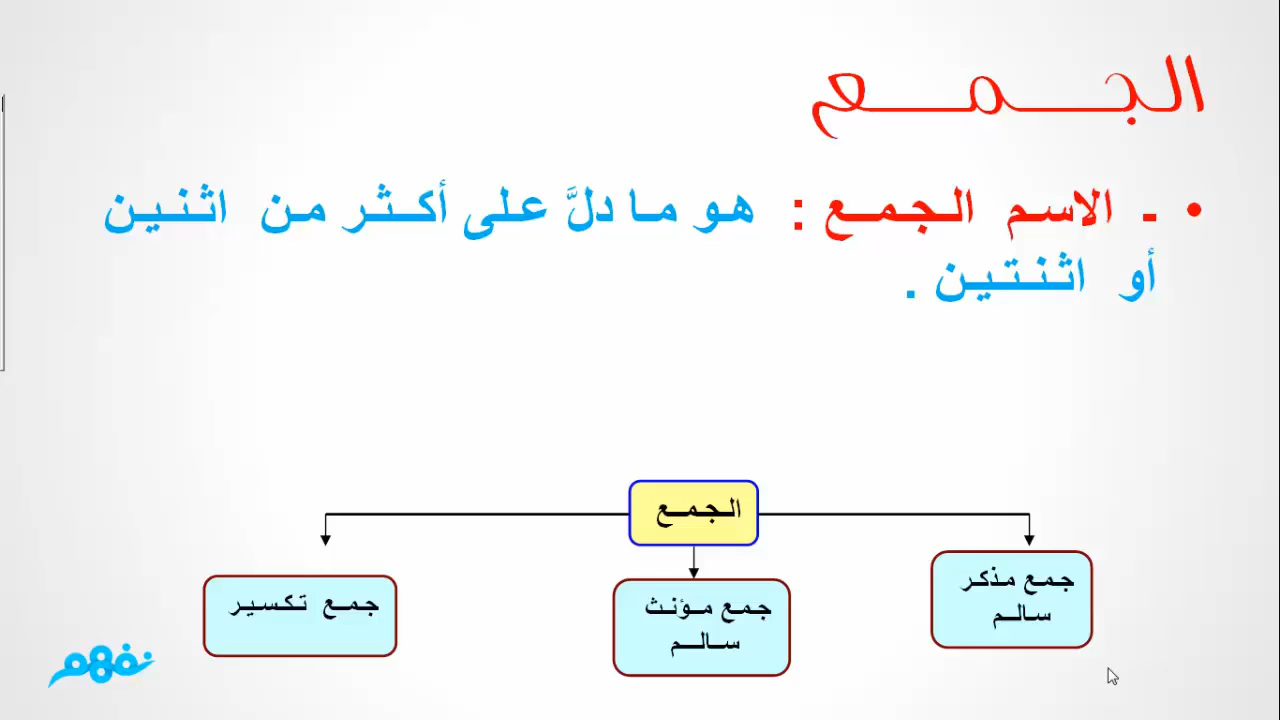 الجمع
• - الاسم الجمع : هو ما دلَّ على أكثر من اثنين
أو اثنتين .
الجمع
جمع مذكر
سالم
جمع مؤنث
سالم
جمع تكسير
نفهم